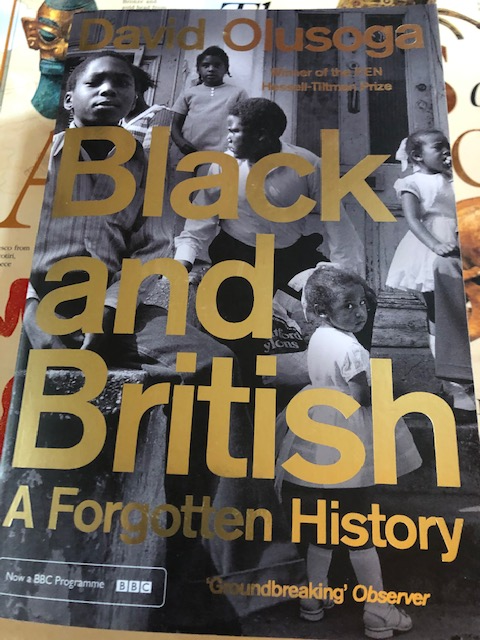 David Olusoga
Winner of the PEN
Hessell-Tiltman Prize
Black
and
British
A Forgotten History
Now a BBC Programme BBC
'Groundbreaking' Observer